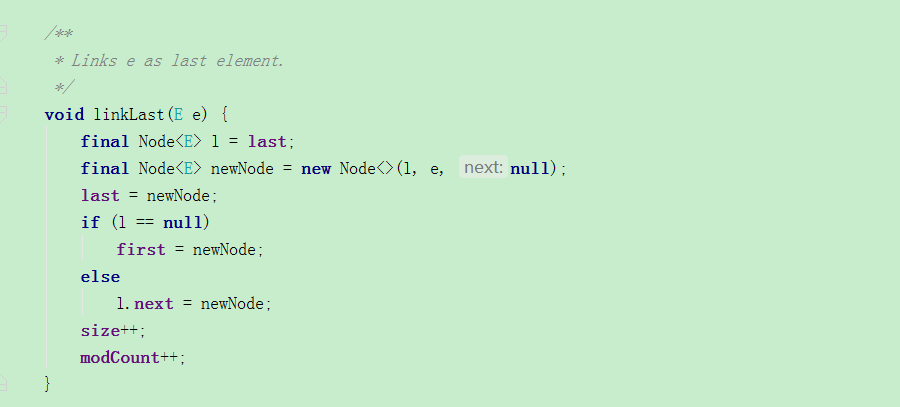 /**
 * Links e as last element.
 */
void linkLast(E e) {
    final Node<E> l = last;
    final Node<E> newNode = new Node<>(l, e, next: null);
    last = newNode;
    if (l == null)
        first = newNode;
    else
        l.next = newNode;
    size++;
    modCount++;
}